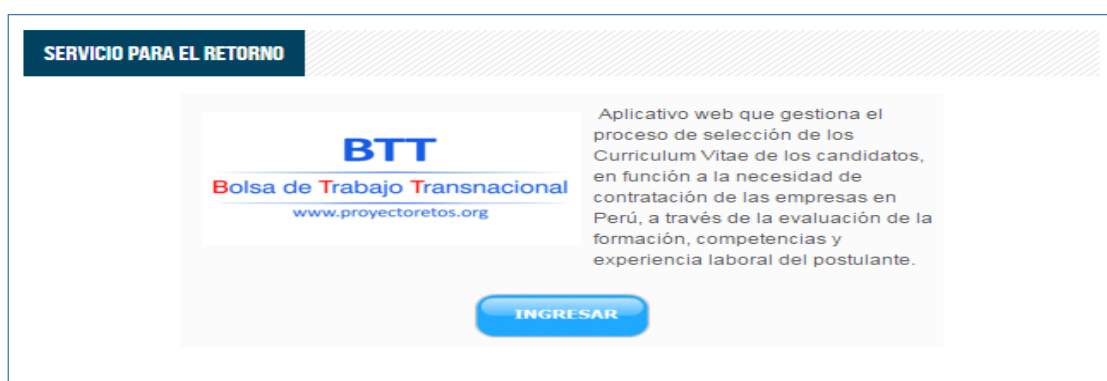 SERVICIO PARA EL RETORNO
BTT
Bolsa de Trabajo Transnacional
www.proyectoretos.org
Aplicativo web que gestiona el
proceso de selección de los
Curriculum Vitae de los candidatos,
en función a la necesidad de
contratación de las empresas en
Perú, a través de la evaluación de la
formación, competencias y
experiencia laboral del postulante.
INGRESAR